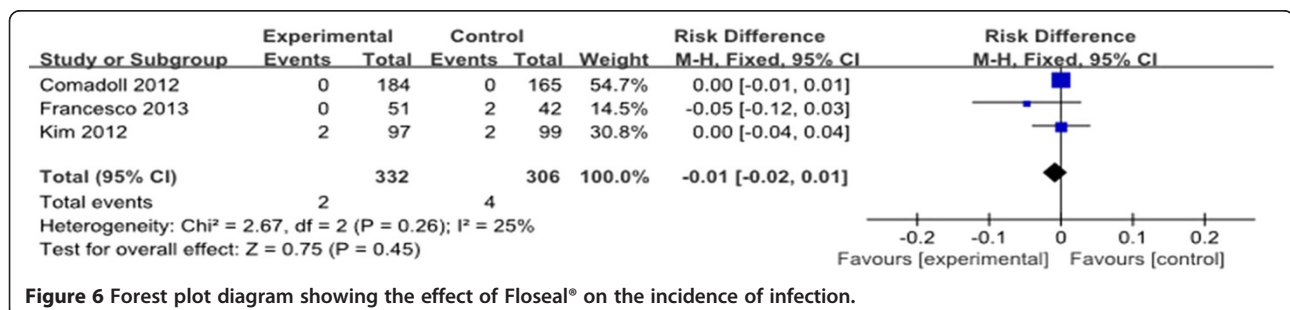 Experimental Control Risk Difference Risk Difference
Study or Subgroup Events Total Events Total Weight M-H, Fixed, 95% CI M-H, Fixed, 95% CI
Comadoll 2012 0 184 0 165 54.7% 0.00 [-0.01, 0.01]
Francesco 2013 0 51 2 42 14.5% -0.05 [-0.12, 0.03]
Kim 2012 2 97 2 99 30.8% 0.00 [-0.04, 0.04]
Total (95% CI) 332 306 100.0% -0.01 [-0.02, 0.01]
Total events 2 4
Heterogeneity: Chi² = 2.67, df = 2 (P = 0.26); I² = 25%
Test for overall effect: Z = 0.75 (P = 0.45)
-0.2 -0.1 0 0.1 0.2
Favours [experimental] Favours [control]
Figure 6 Forest plot diagram showing the effect of Floseal® on the incidence of infection.